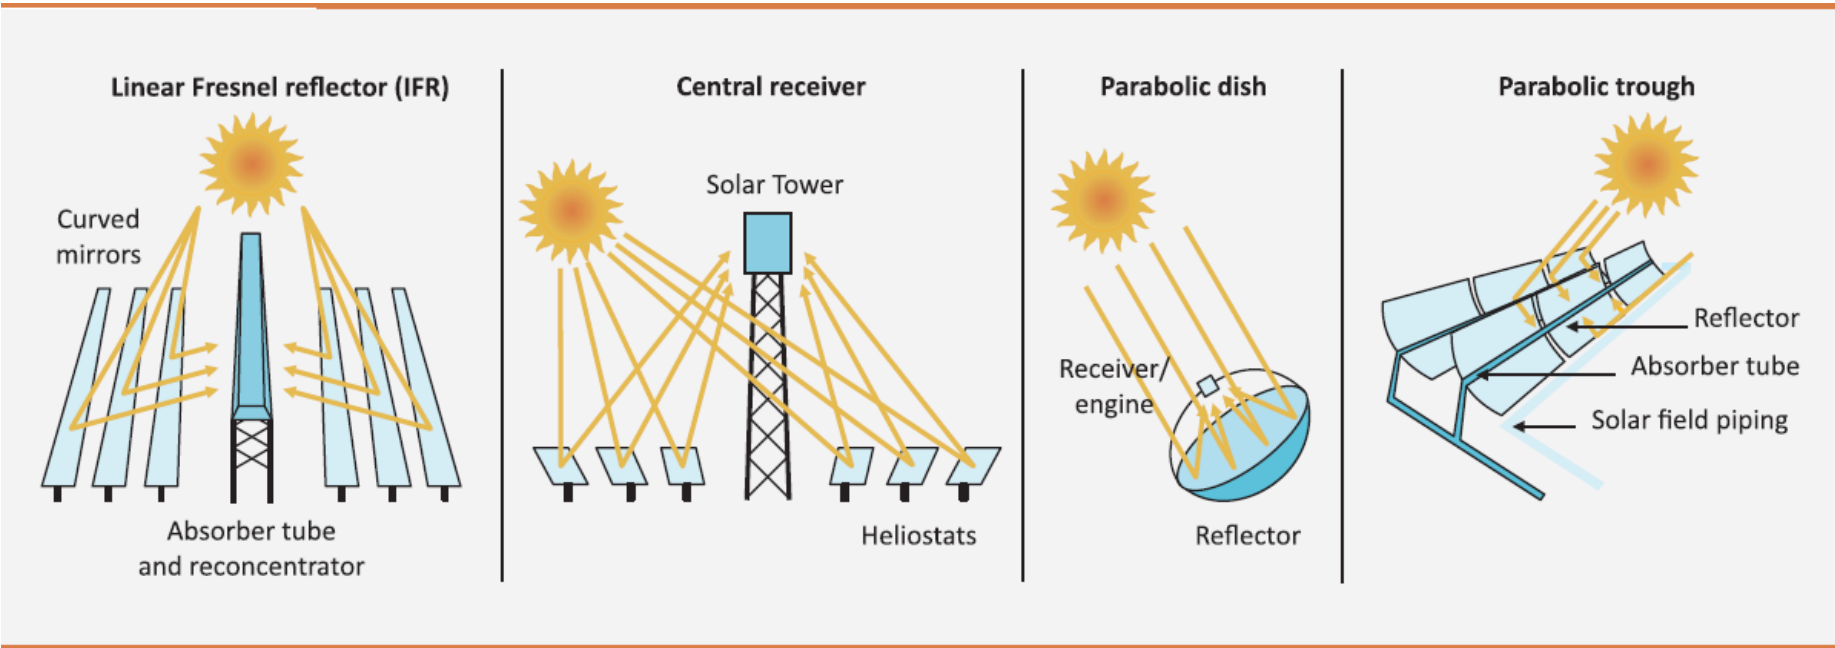 Linear Fresnel reflector (IFR)
Curved
mirrors
Absorber tube
and reconcentrator
Central receiver
Solar Tower
Heliostats
Parabolic dish
Receiver/
engine
Reflector
Parabolic trough
Reflector
Absorber tube
Solar field piping